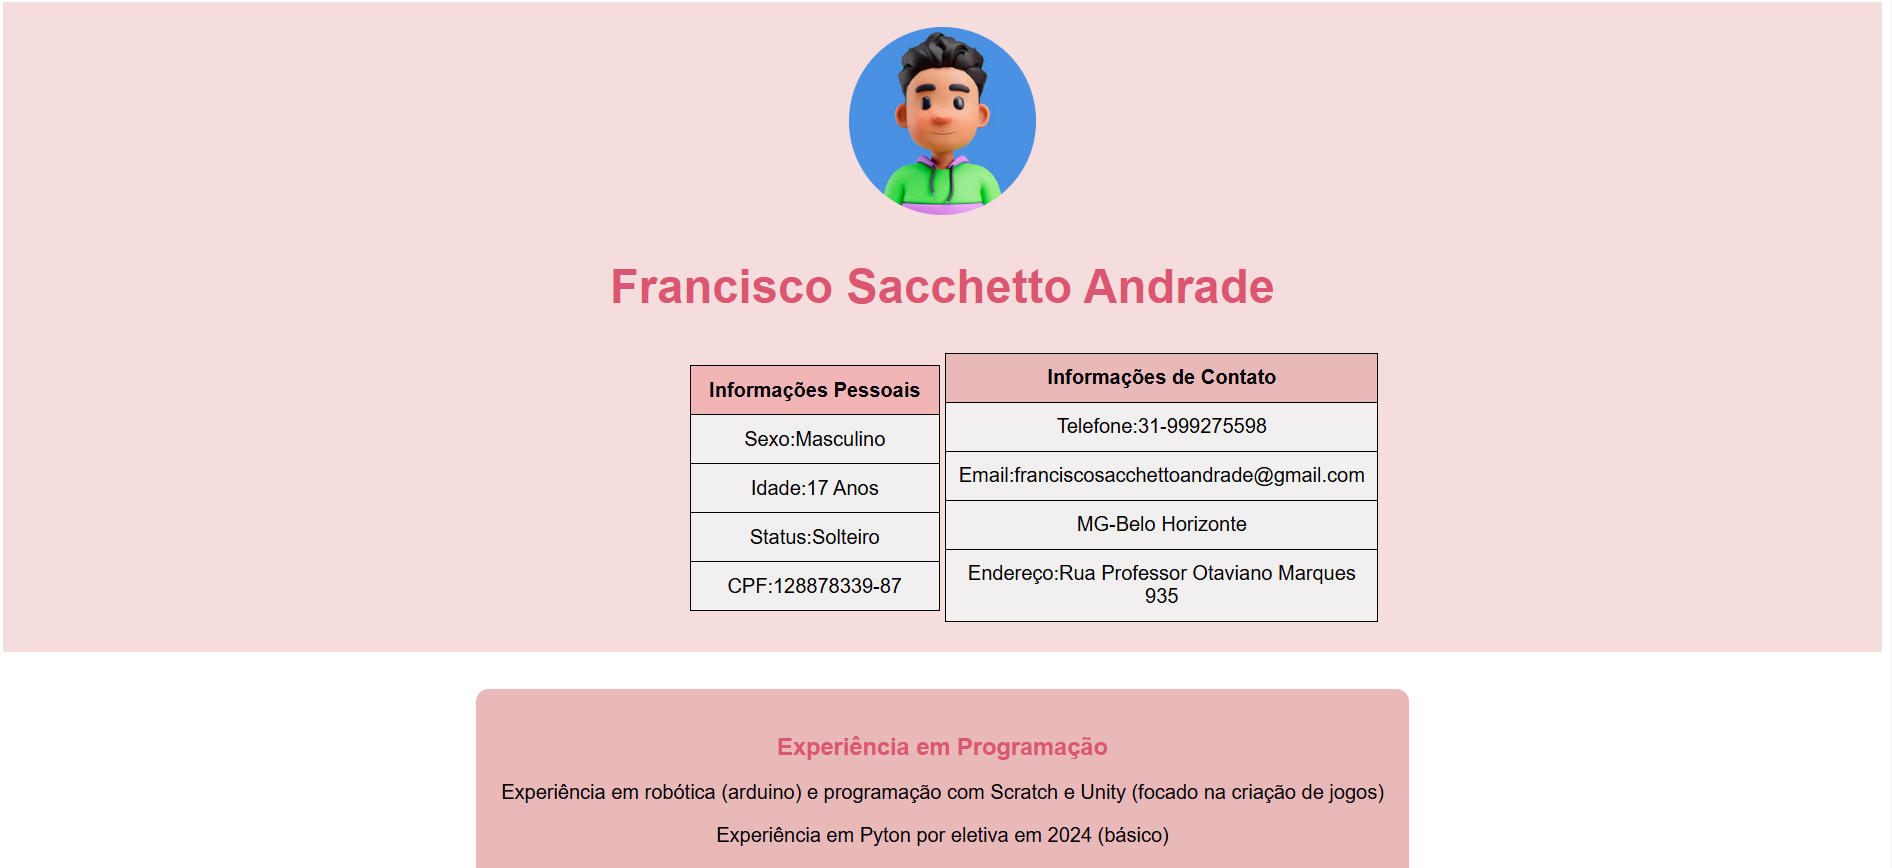 Francisco Sacchetto Andrade
Informações Pessoais
Sexo:Masculino
Idade:17 Anos
Status:Solteiro
CPF:128878339-87
Informações de Contato
Telefone:31-999275598
Email:franciscosacchettoandrade@gmail.com
MG-Belo Horizonte
Endereço:Rua Professor Otaviano Marques
935
Experiência em Programação
Experiência em robótica (arduino) e programação com Scratch e Unity (focado na criação de jogos)
Experiência em Pyton por eletiva em 2024 (básico)